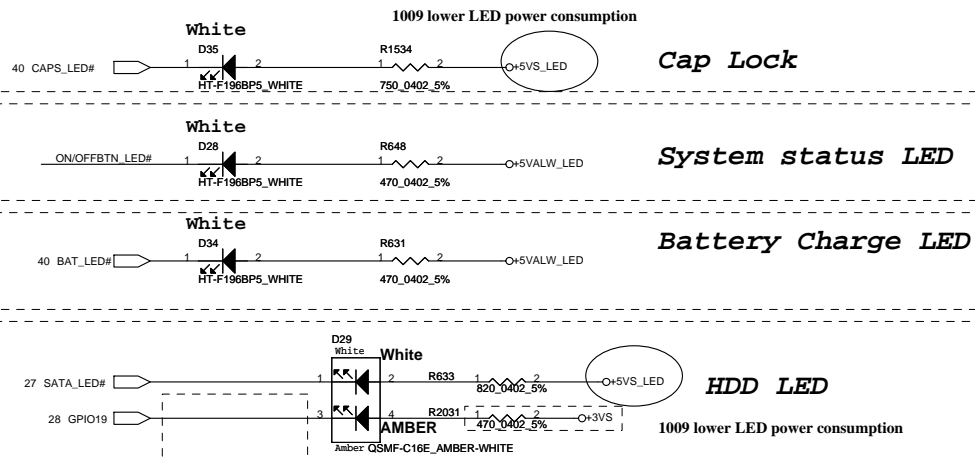 1009 lower LED power consumption
White
D35
R1534
40 CAPS_LED#
1
2
1
2
+5VS_LED
Cap Lock
HT-F196BP5_WHITE
750_0402_5%
White
D28
R648
ON/OFFBTN_LED#
1
2
1
2
+5VALW_LED
System status LED
HT-F196BP5_WHITE
470_0402_5%
White
D34
R631
40 BAT_LED#
1
2
1
2
+5VALW_LED
Battery Charge LED
HT-F196BP5_WHITE
470_0402_5%
D29
White
White
27 SATA_LED#
1
2
R633
1
2
+5VS_LED
HDD LED
820_0402_5%
28 GPIO19
3
4
R2031
1
2
+3VS
AMBER
470_0402_5%
1009 lower LED power consumption
Amber
QSMF-C16E_AMBER-WHITE